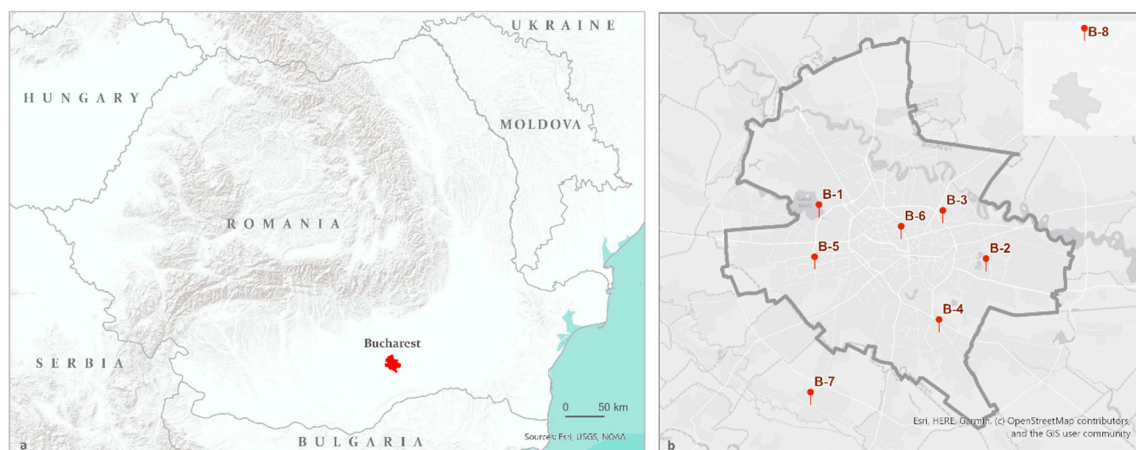 UKRAINE
HUNGARY
MOLDOVA
ROMANIA
Bucharest
SERBIA
0 50 km
BULGARIA
Sources: Esri, USGS, NOAA
a
B-8
B-1
B-3
B-6
B-5
B-2
B-4
B-7
Esri, HERE, Garmin, (c) OpenStreetMap contributors,
and the GIS user community
b